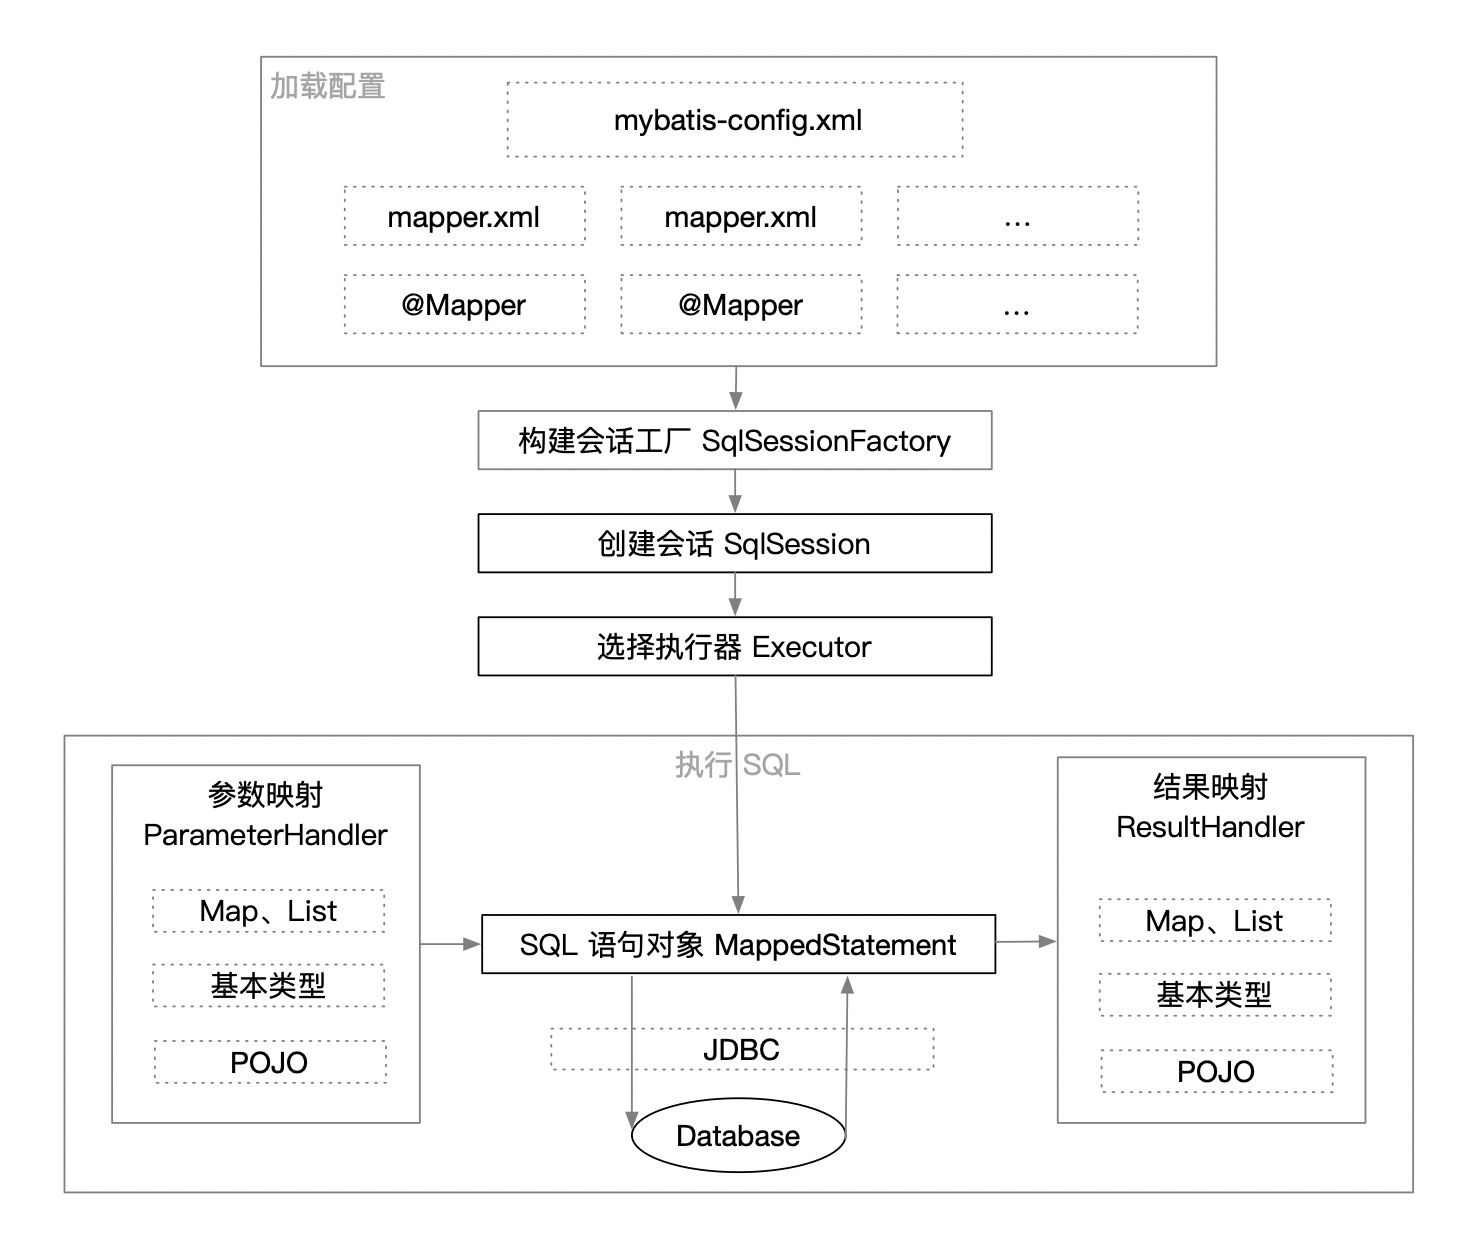 加载配置
mybatis-config.xml
mapper.xml
mapper.xml
...
@Mapper
@Mapper
...
构建会话工厂 SqlSessionFactory
创建会话 SqlSession
选择执行器 Executor
执行 SQL
参数映射
ParameterHandler
Map、List
基本类型
POJO
SQL 语句对象 MappedStatement
JDBC
Database
结果映射
ResultHandler
Map、List
基本类型
POJO